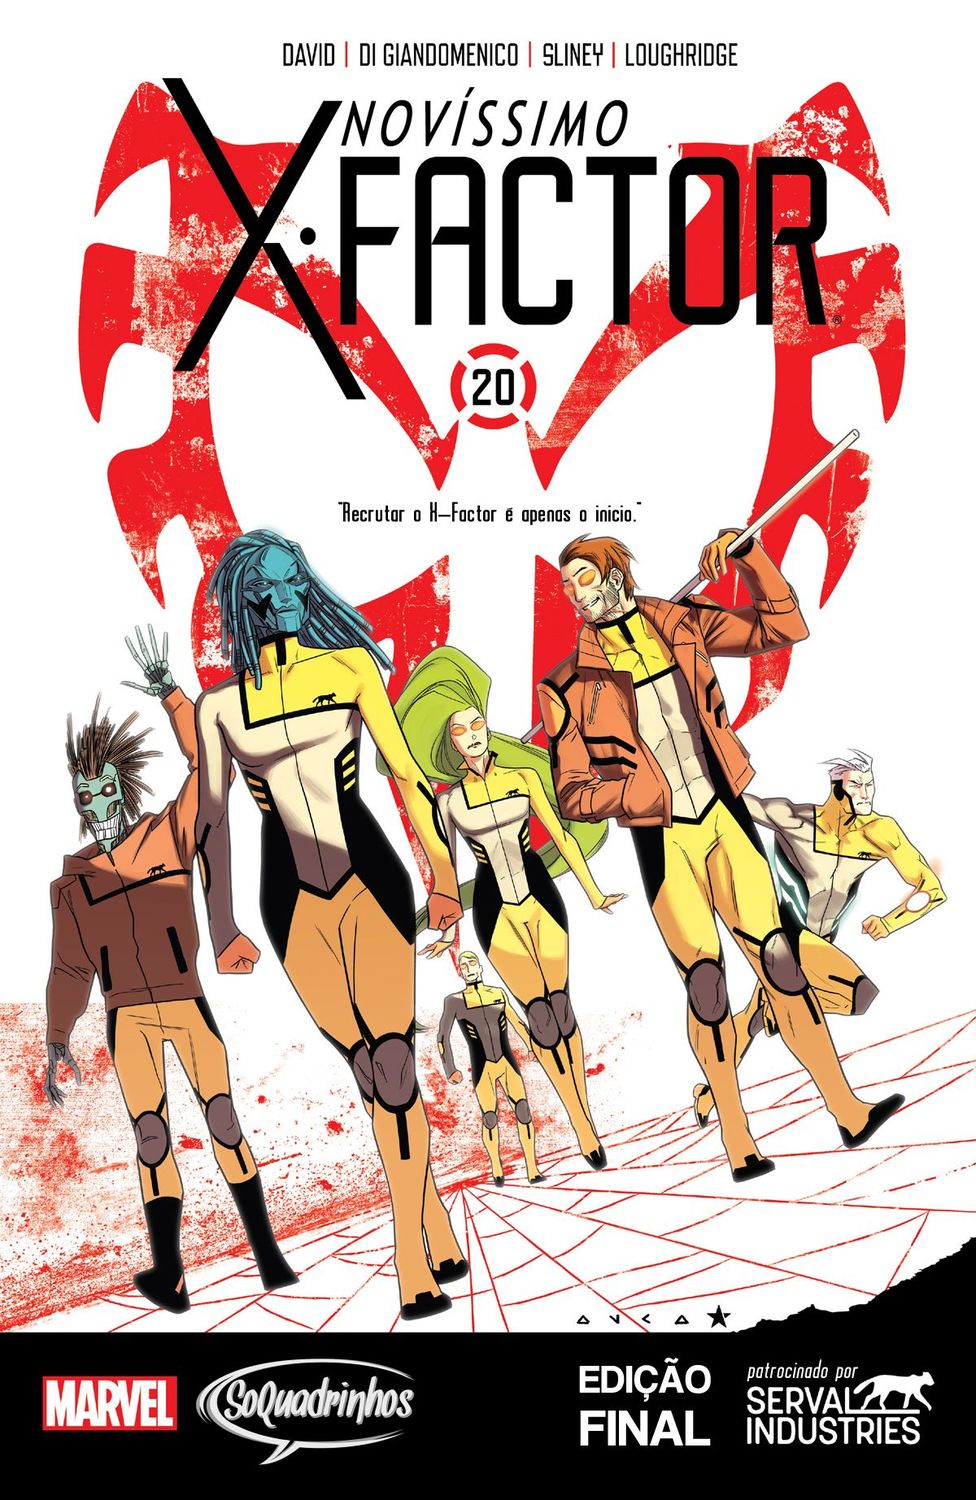 DAVID | DI GIANDOMENICO | SLINEY | LOUGHRIDGE
NOVÍSSIMO
X-FACTOR®
20
"Recrutar o X-Factor é apenas o início."
MARVEL
SoQuadrinhos
EDIÇÃO
FINAL
patrocinado por
SERVAL
INDUSTRIES